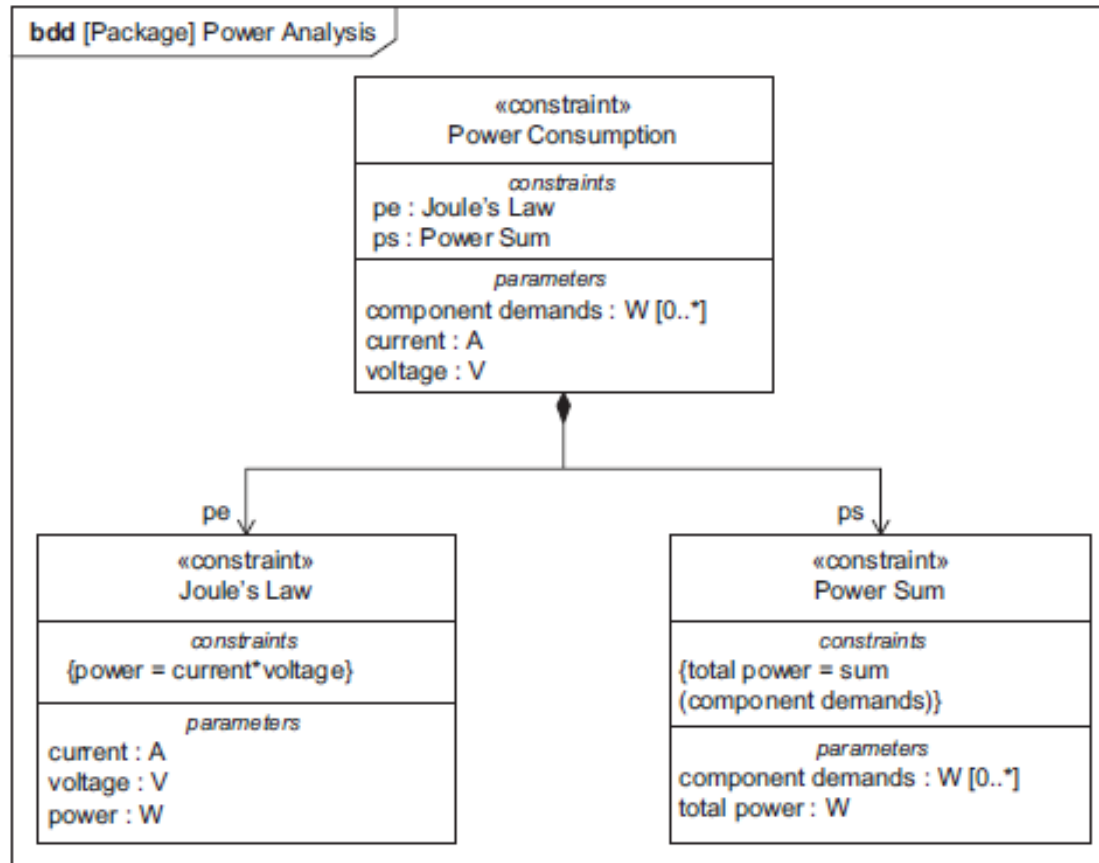 bdd [Package] Power Analysis
«constraint»
Power Consumption
constraints
pe : Joule's Law
ps : Power Sum
parameters
component demands : W [0..*]
current : A
voltage : V
pe
ps
«constraint»
Joule's Law
constraints
{power = current*voltage}
parameters
current : A
voltage : V
power : W
«constraint»
Power Sum
constraints
{total power = sum
(component demands)}
parameters
component demands : W [0..*]
total power : W